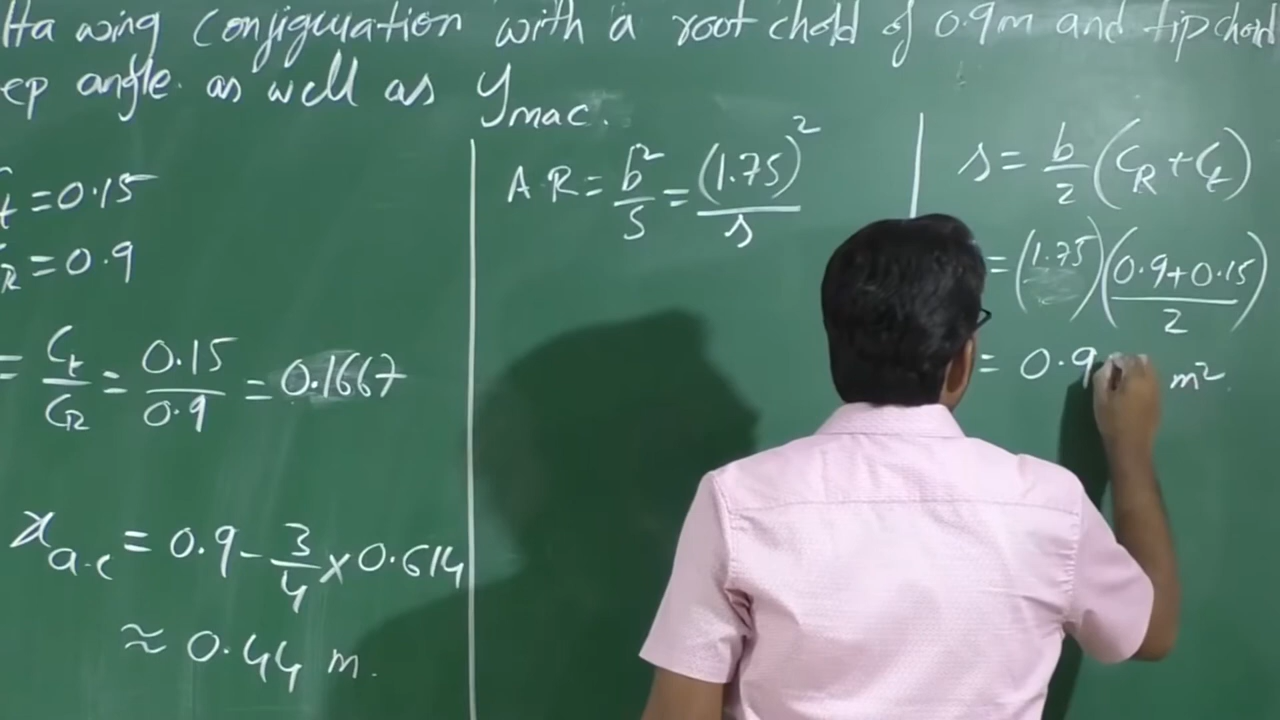 lta wing configuration with a root chold of 0.9m and tip chord
ep angle. as well as Ymac.
t = 0.15
R = 0.9
= Ct/CR = 0.15/0.9 = 0.1667
xa.c = 0.9 - 3/4 x 0.614
≈ 0.44 m.
A.R = b²/S = (1.75)²/s
s = b/2 (CR + Ct)
= (1.75)(0.9+0.15/2)
= 0.9 m².